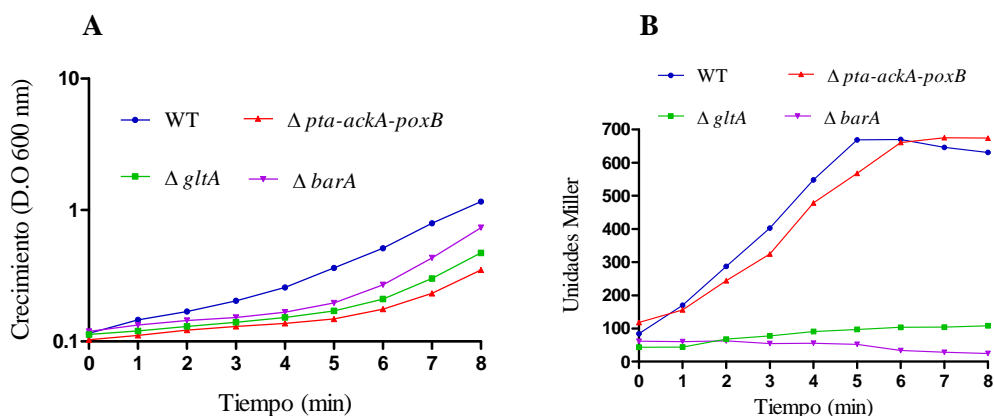 A
Crecimiento (D.O 600 nm)
10
1
0.1
WT
Δ pta-ackA-poxB
Δ gltA
Δ barA
0 1 2 3 4 5 6 7 8
Tiempo (min)
B
WT
Δ pta-ackA-poxB
Δ gltA
Δ barA
Unidades Miller
700
600
500
400
300
200
100
0
0 1 2 3 4 5 6 7 8
Tiempo (min)